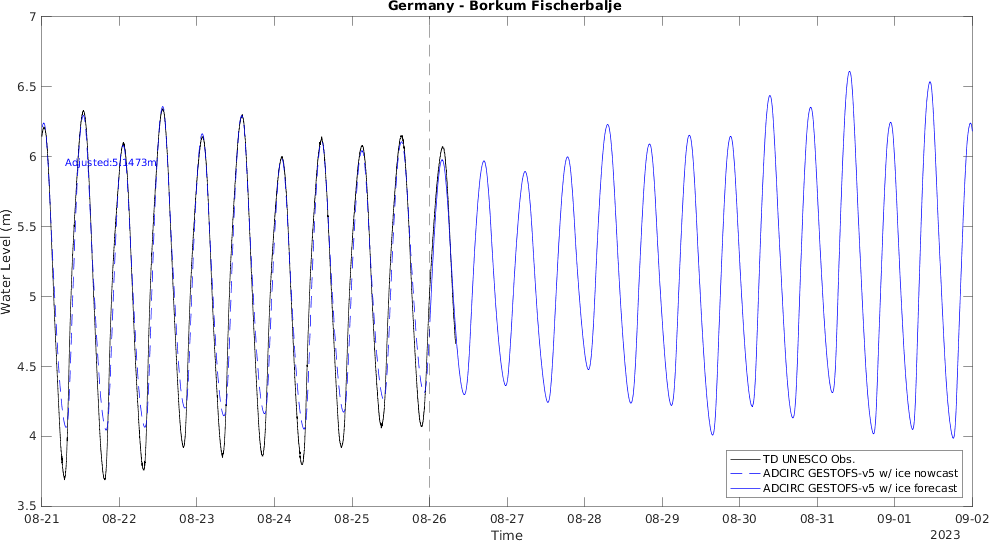 Germany - Borkum Fischerbalje
7
6.5
6
5.5
5
4.5
4
3.5
Water Level (m)
Adjusted:5.1473m
TD UNESCO Obs.
ADCIRC GESTOFS-v5 w/ ice nowcast
ADCIRC GESTOFS-v5 w/ ice forecast
08-21 08-22 08-23 08-24 08-25 08-26 08-27 08-28 08-29 08-30 08-31 09-01 09-02
Time
2023